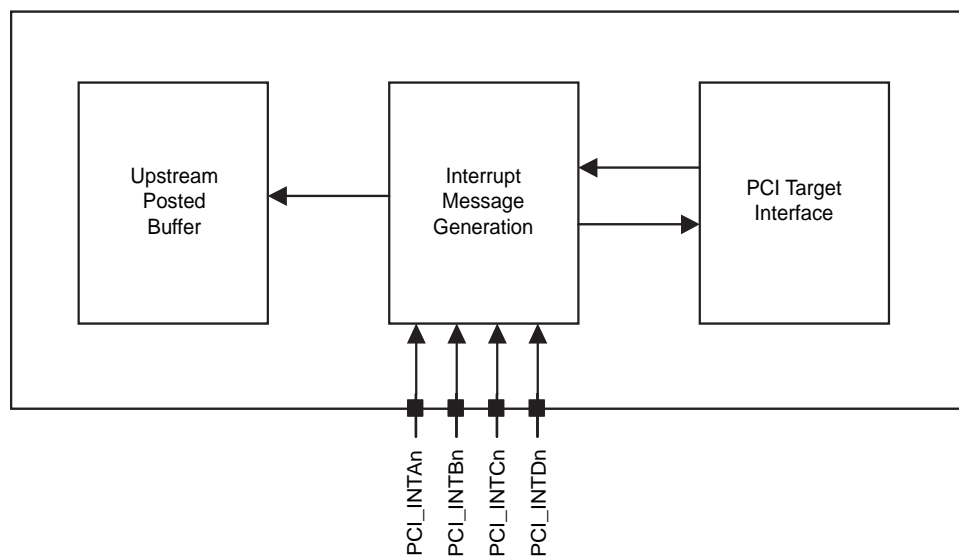 Upstream
Posted
Buffer
Interrupt
Message
Generation
PCI Target
Interface
PCI_INTAn
PCI_INTBn
PCI_INTCn
PCI_INTDn